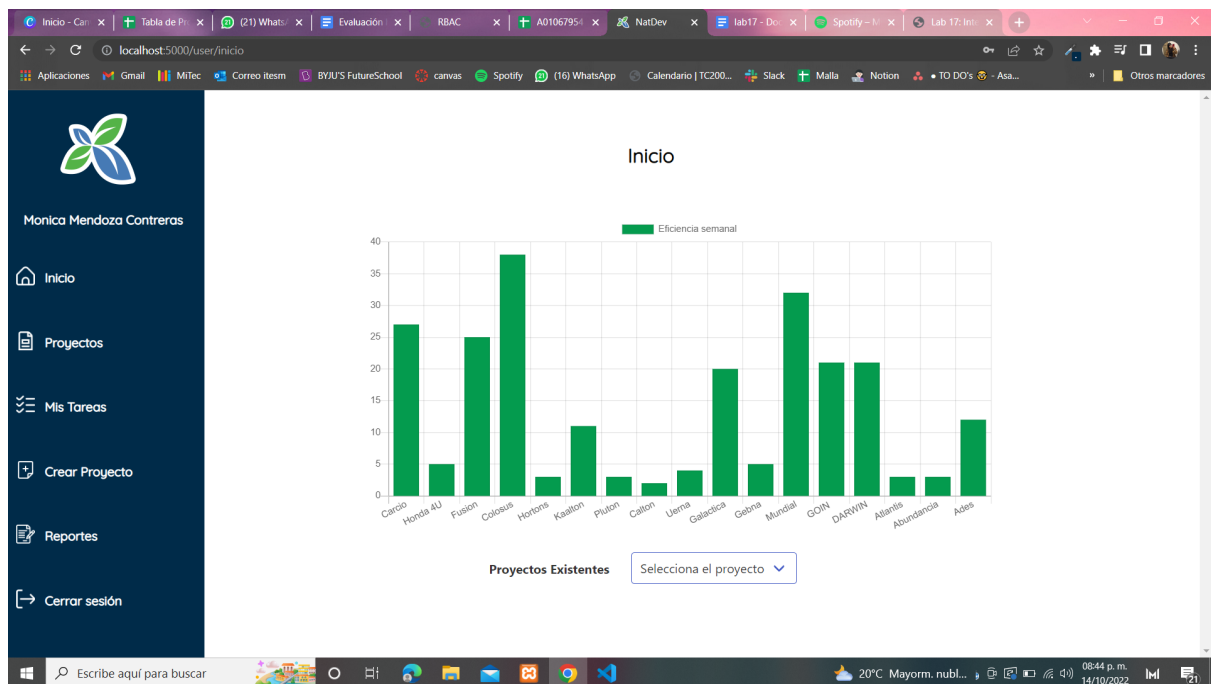 Inicio - Can
Tabla de Pr
(21) Whats
Evaluación
RBAC
A01067954
NatDev
lab17 - Doc
Spotify – M
Lab 17: Int
localhost:5000/user/inicio
Aplicaciones
Gmail
MiTec
Correo itesm
BYJU'S FutureSchool
canvas
Spotify
(16) WhatsApp
Calendario | TC200...
Slack
Malla
Notion
● TO DO's
- Asa...
»
Otros marcadores
Monica Mendoza Contreras
Inicio
Proyectos
Mis Tareas
Crear Proyecto
Reportes
Cerrar sesión
Inicio
Eficiencia semanal
40
35
30
25
20
15
10
5
0
Carcio
Honda 4U
Fusion
Colosus
Hortons
Kaalton
Pluton
Calton
Uerna
Galactica
Gebna
Mundial
GOIN
DARWIN
Atlantis
Abundancia
Ades
Proyectos Existentes
Selecciona el proyecto
Escribe aquí para buscar
20°C Mayorm. nubl...
08:44 p. m.
14/10/2022
21